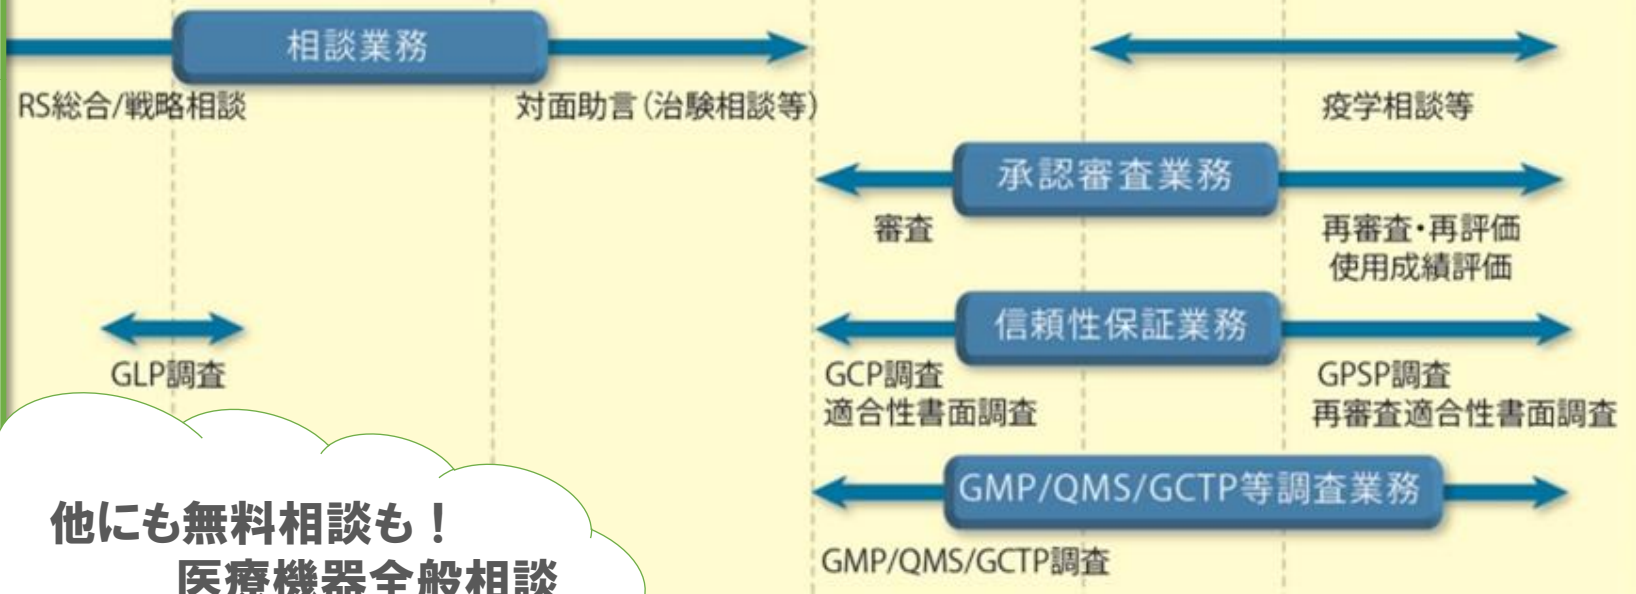 相談業務
RS総合/戦略相談
対面助言(治験相談等)
疫学相談等
承認審査業務
審査
再審査・再評価
使用成績評価
信頼性保証業務
GLP調査
GCP調査
適合性書面調査
GPSP調査
再審査適合性書面調査
GMP/QMS/GCTP等調査業務
GMP/QMS/GCTP調査
他にも無料相談も!
医療機器全般相談